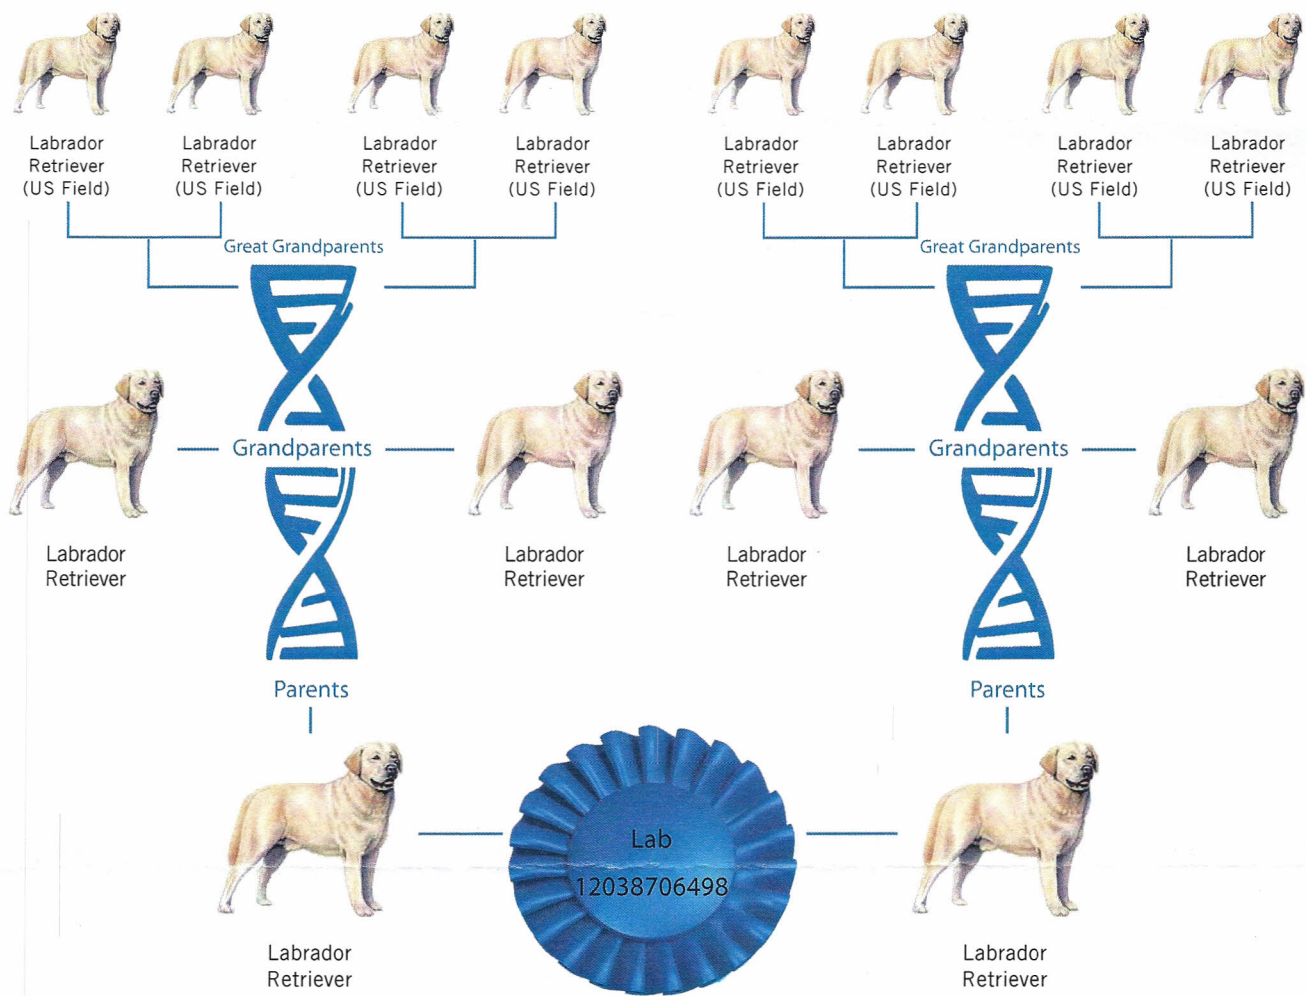 Labrador
Retriever
(US Field)
Labrador
Retriever
(US Field)
Labrador
Retriever
(US Field)
Labrador
Retriever
(US Field)
Labrador
Retriever
(US Field)
Labrador
Retriever
(US Field)
Labrador
Retriever
(US Field)
Labrador
Retriever
(US Field)
Great Grandparents
Great Grandparents
Grandparents
Grandparents
Labrador
Retriever
Labrador
Retriever
Labrador
Retriever
Labrador
Retriever
Parents
Parents
Lab
12038706498
Labrador
Retriever
Labrador
Retriever